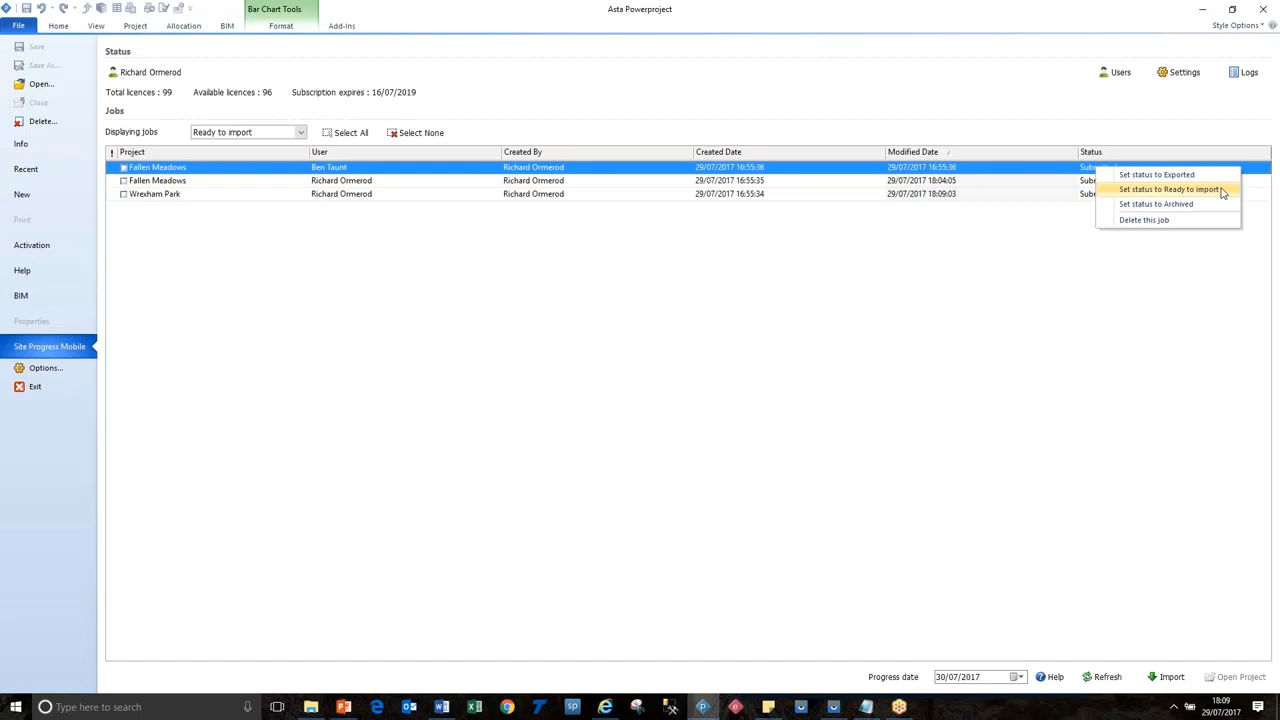 Bar Chart Tools
Asta Powerproject
File Home View Project Allocation BIM Format Add-Ins
Style Options
Save
Save As...
Open...
Close
Delete...
Info
Recent
New
Print
Activation
Help
BIM
Properties
Site Progress Mobile
Options...
Exit
Status
Richard Ormerod
Users Settings Logs
Total licences : 99 Available licences : 96 Subscription expires : 16/07/2019
Jobs
Displaying jobs Ready to import Select All Select None
! Project User Created By Created Date Modified Date Status
Fallen Meadows Ben Taunt Richard Ormerod 29/07/2017 16:55:36 29/07/2017 16:55:36
Fallen Meadows Richard Ormerod Richard Ormerod 29/07/2017 16:55:35 29/07/2017 18:04:05
Wrexham Park Richard Ormerod Richard Ormerod 29/07/2017 16:55:34 29/07/2017 18:09:03
Set status to Exported
Set status to Ready to import
Set status to Archived
Delete this job
Progress date 30/07/2017 Help Refresh Import Open Project
Type here to search
18:09
29/07/2017